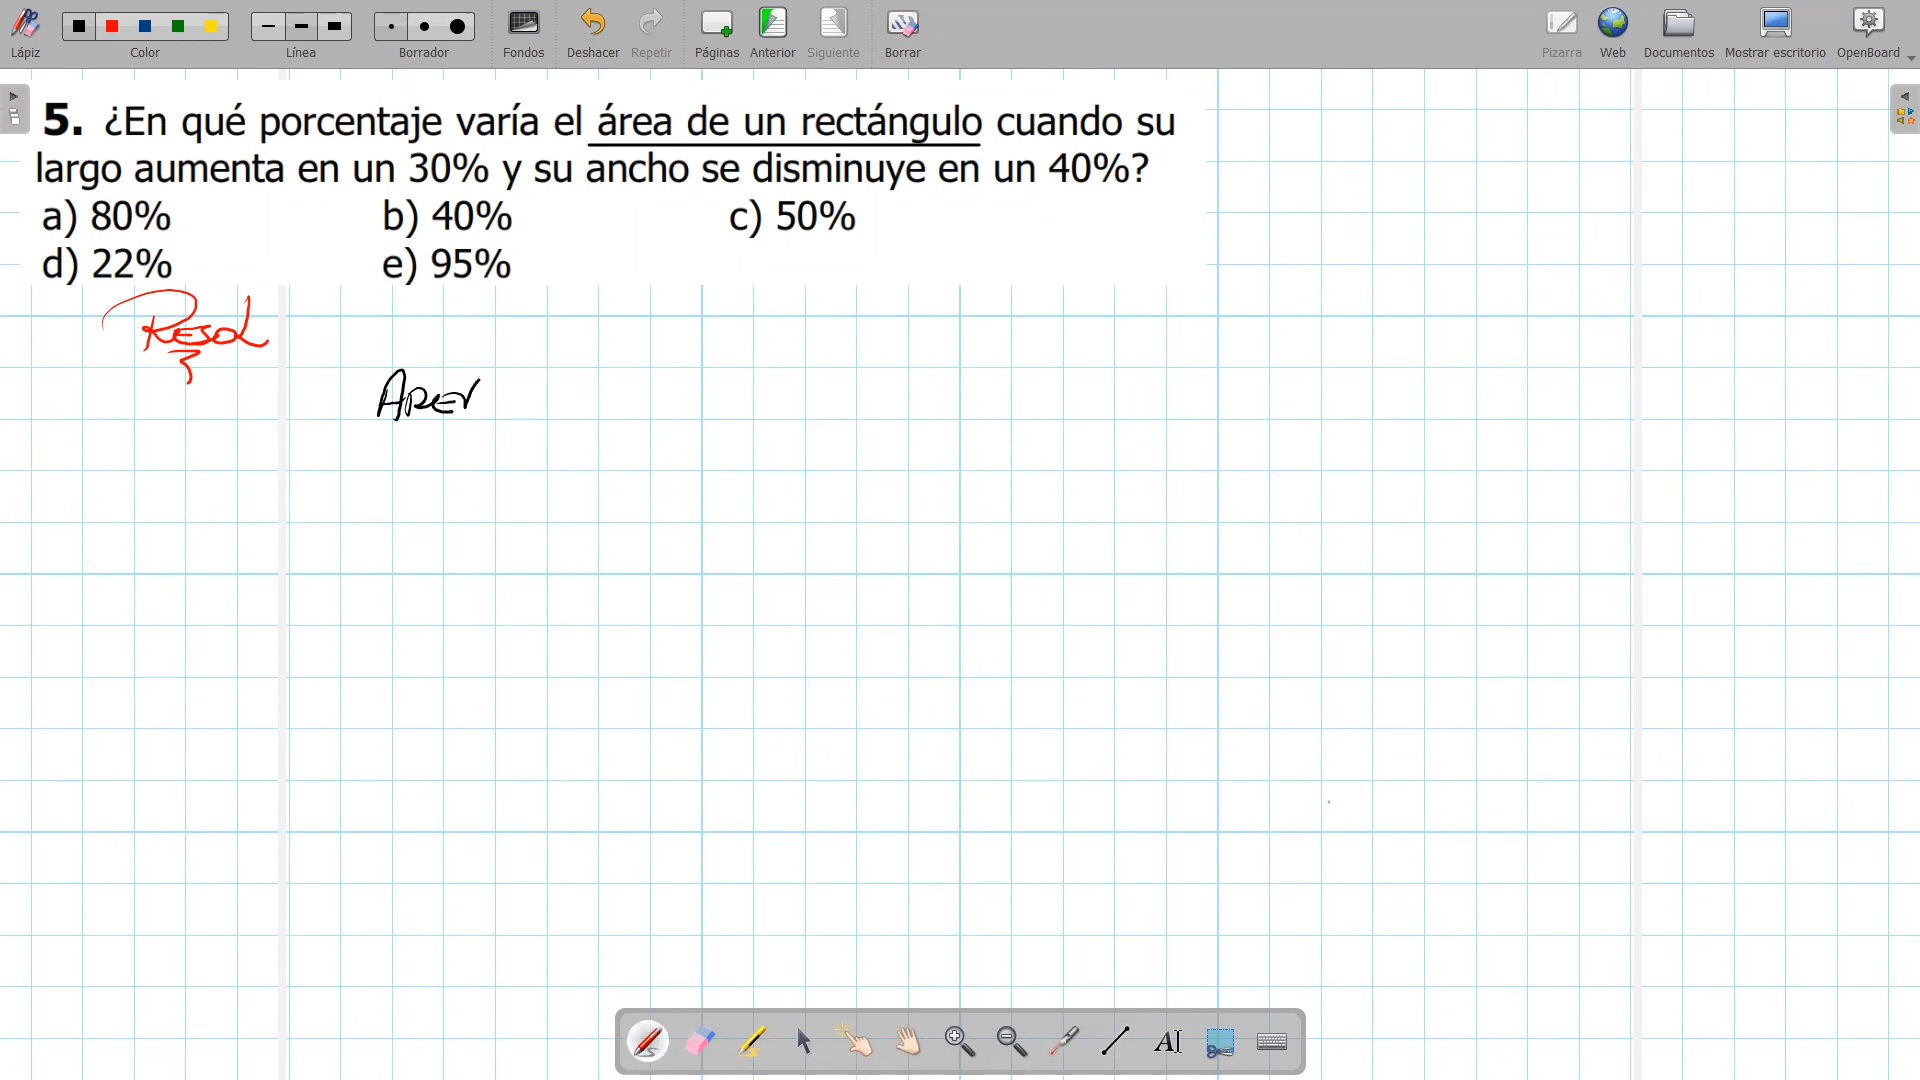 Lápiz Color Línea Borrador Fondos Deshacer Repetir Páginas Anterior Siguiente Borrar Pizarra Web Documentos Mostrar escritorio OpenBoard
5. ¿En qué porcentaje varía el área de un rectángulo cuando su
largo aumenta en un 30% y su ancho se disminuye en un 40%?
a) 80% b) 40% c) 50%
d) 22% e) 95%
RESOL